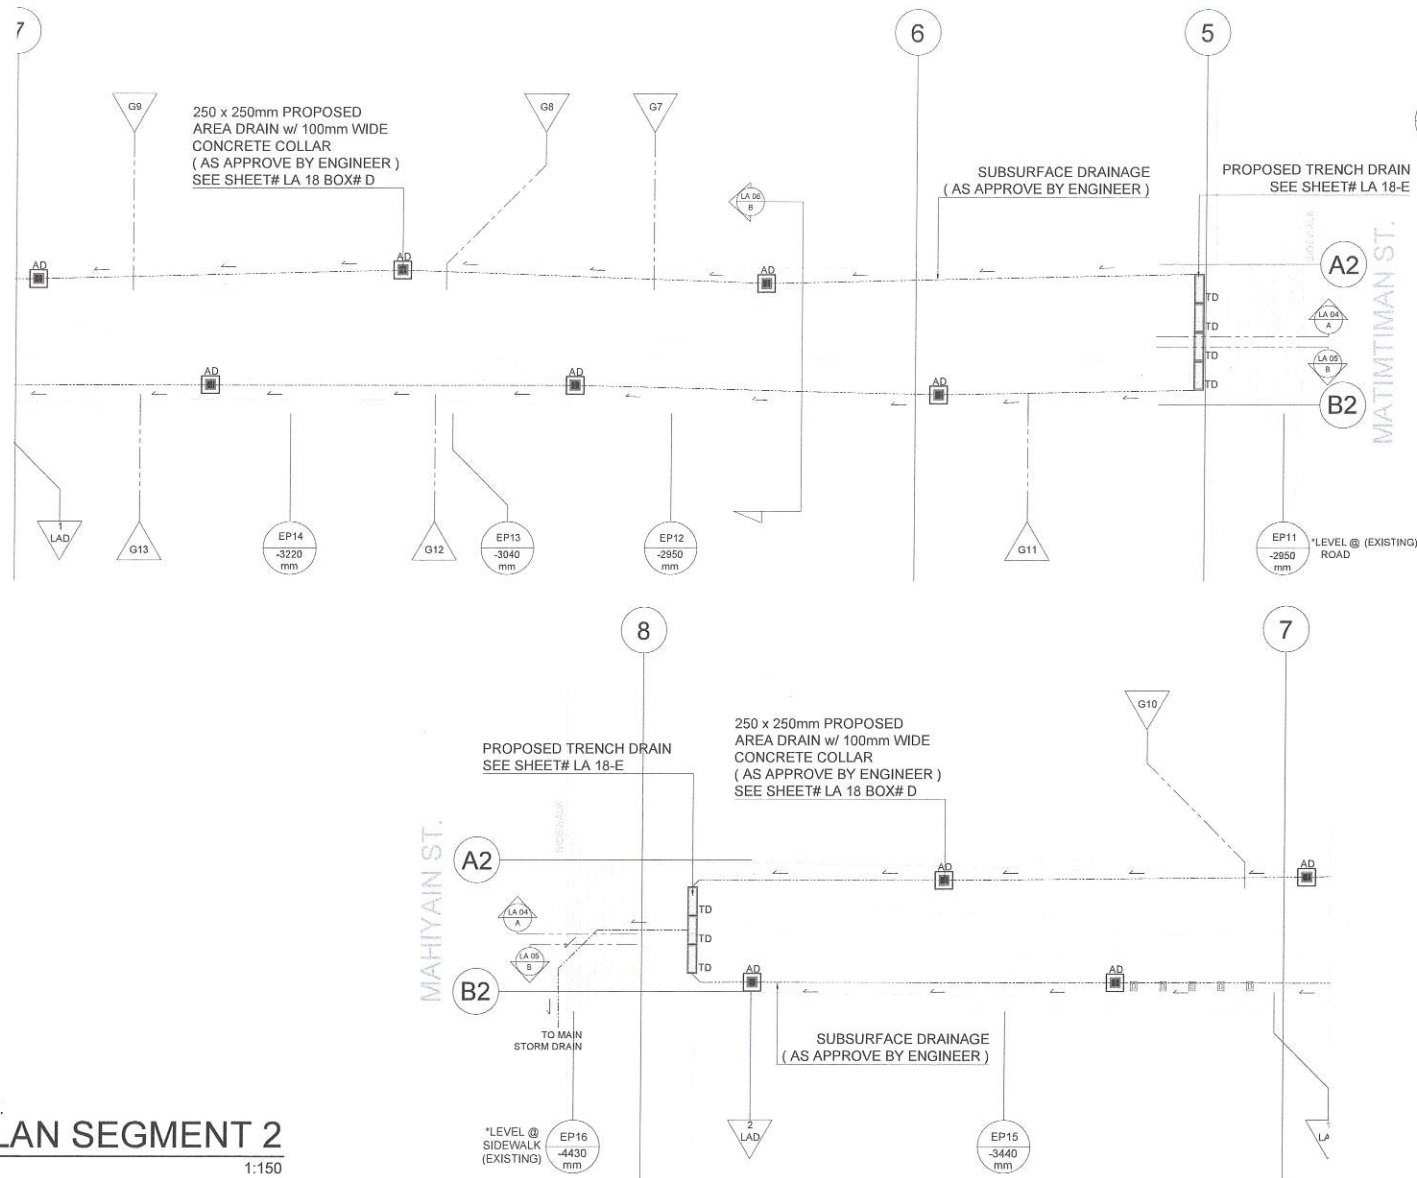 7
6
5
G9
G8
G7
250 x 250mm PROPOSED
AREA DRAIN w/ 100mm WIDE
CONCRETE COLLAR
( AS APPROVE BY ENGINEER )
SEE SHEET# LA 18 BOX# D
LA 06
B
SUBSURFACE DRAINAGE
( AS APPROVE BY ENGINEER )
PROPOSED TRENCH DRAIN
SEE SHEET# LA 18-E
SIDEWALK
MATIMTIMAN ST.
A2
AD
AD
AD
TD
TD
TD
TD
LA 04
A
LA 05
B
B2
AD
AD
AD
1
LAD
G13
EP14
-3220
mm
G12
EP13
-3040
mm
EP12
-2950
mm
G11
EP11
-2950
mm
*LEVEL @ (EXISTING)
ROAD
8
7
G10
PROPOSED TRENCH DRAIN
SEE SHEET# LA 18-E
250 x 250mm PROPOSED
AREA DRAIN w/ 100mm WIDE
CONCRETE COLLAR
( AS APPROVE BY ENGINEER )
SEE SHEET# LA 18 BOX# D
MAHIYAIN ST.
SIDEWALK
A2
AD
AD
LA 04
A
TD
TD
TD
LA 05
B
B2
AD
AD
TO MAIN
STORM DRAIN
SUBSURFACE DRAINAGE
( AS APPROVE BY ENGINEER )
*LEVEL @
SIDEWALK
(EXISTING)
EP16
-4430
mm
2
LAD
EP15
-3440
mm
1
LA
LAN SEGMENT 2
1:150